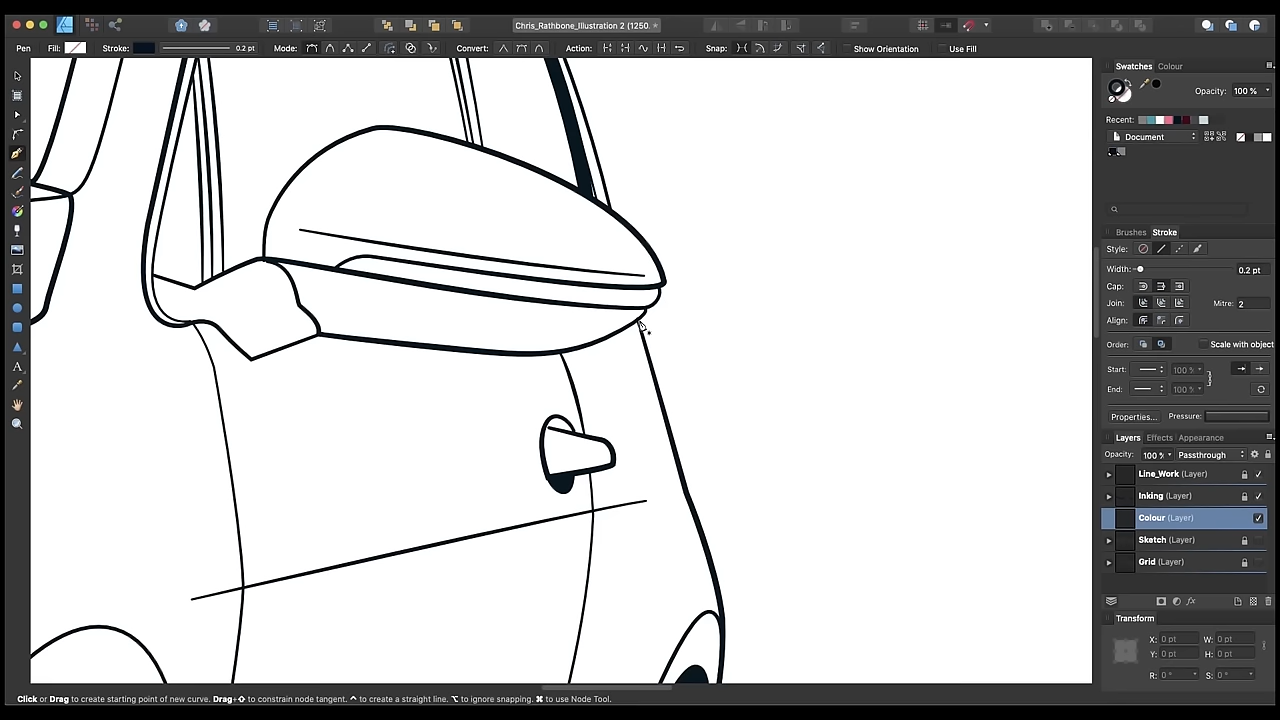 Chris_Rathbone_Illustration 2 (1250.
Pen Fill: Stroke: 0.2 pt Mode: Convert: Action: Snap: Show Orientation Use Fill
Swatches Colour
Opacity: 100 %
Recent:
Document
Brushes Stroke
Style:
Width: 0.2 pt
Cap:
Join: Mitre: 2
Align:
Order: Scale with object
Start: 100 %
End: 100 %
Properties... Pressure:
Layers Effects Appearance
Opacity: 100 % Passthrough
Line_Work (Layer)
Inking (Layer)
Colour (Layer)
Sketch (Layer)
Grid (Layer)
Transform
X: 0 pt W: 0 pt
Y: 0 pt H: 0 pt
R: 0 ° S: 0 °
Click or Drag to create starting point of new curve. Drag+⇧ to constrain node tangent. ^ to create a straight line. ⌥ to ignore snapping. ⌘ to use Node Tool.